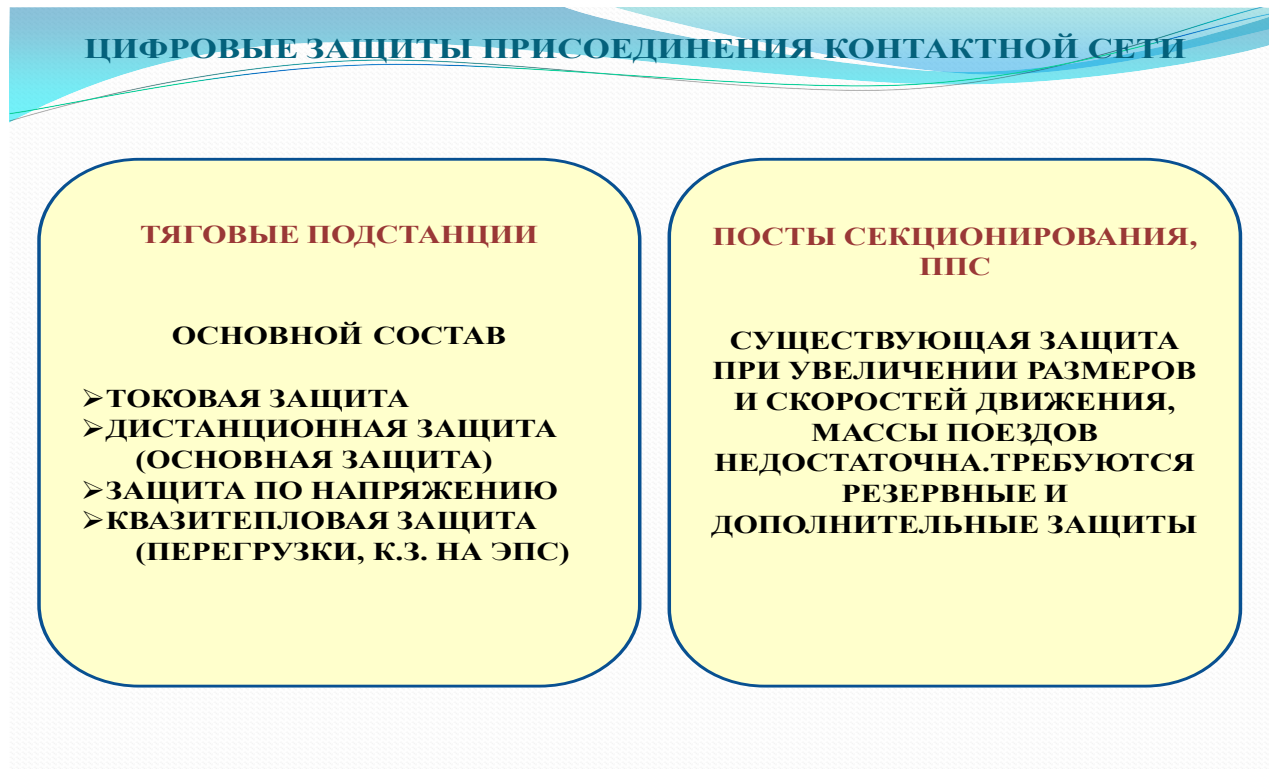 ЦИФРОВЫЕ ЗАЩИТЫ ПРИСОЕДИНЕНИЯ КОНТАКТНОЙ СЕТИ
ТЯГОВЫЕ ПОДСТАНЦИИ
ОСНОВНОЙ СОСТАВ
➢ТОКОВАЯ ЗАЩИТА
➢ДИСТАНЦИОННАЯ ЗАЩИТА
(ОСНОВНАЯ ЗАЩИТА)
➢ЗАЩИТА ПО НАПРЯЖЕНИЮ
➢КВАЗИТЕПЛОВАЯ ЗАЩИТА
(ПЕРЕГРУЗКИ, К.З. НА ЭПС)
ПОСТЫ СЕКЦИОНИРОВАНИЯ,
ППС
СУЩЕСТВУЮЩАЯ ЗАЩИТА
ПРИ УВЕЛИЧЕНИИ РАЗМЕРОВ
И СКОРОСТЕЙ ДВИЖЕНИЯ,
МАССЫ ПОЕЗДОВ
НЕДОСТАТОЧНА.ТРЕБУЮТСЯ
РЕЗЕРВНЫЕ И
ДОПОЛНИТЕЛЬНЫЕ ЗАЩИТЫ